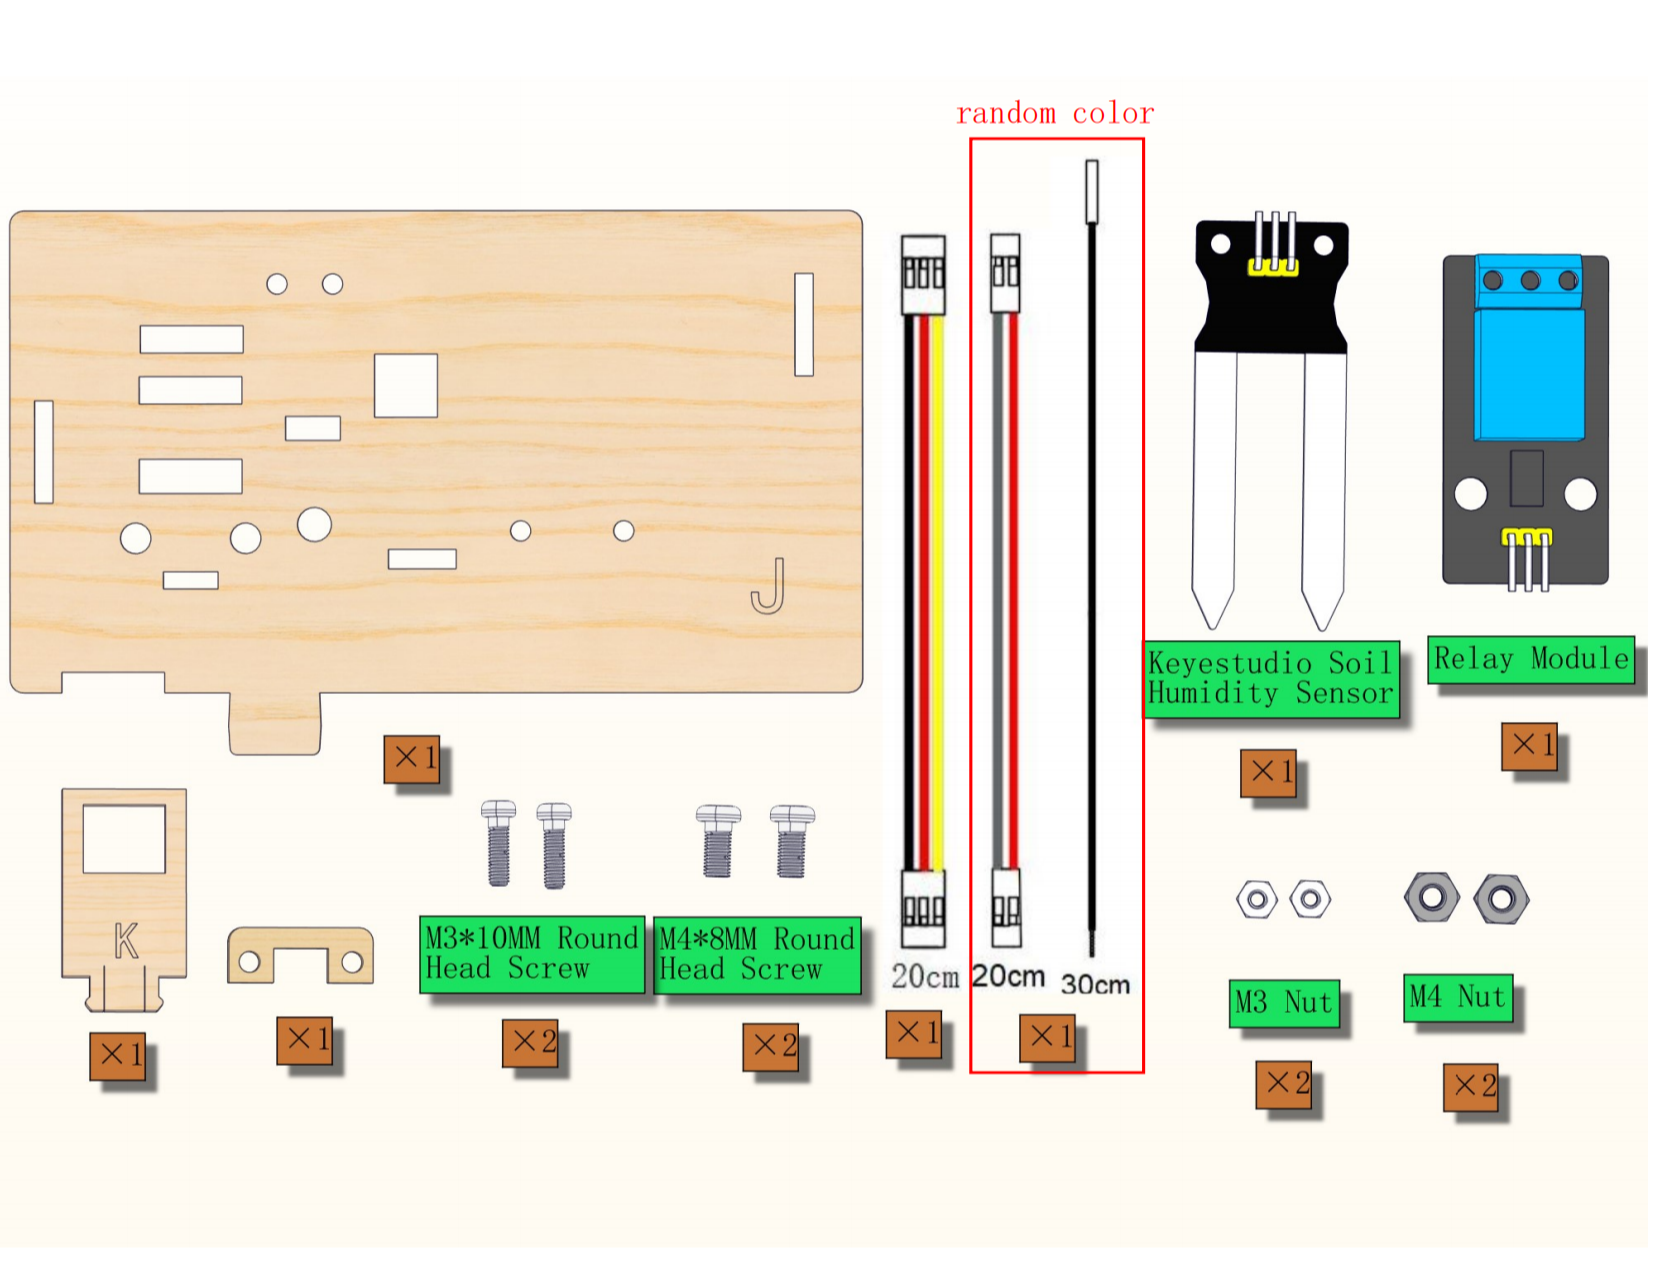 random color
J
Keyestudio Soil
Humidity Sensor
Relay Module
×1
×1
×1
K
M3*10MM Round
Head Screw
M4*8MM Round
Head Screw
20cm
20cm
30cm
M3 Nut
M4 Nut
×1
×1
×2
×2
×1
×1
×2
×2